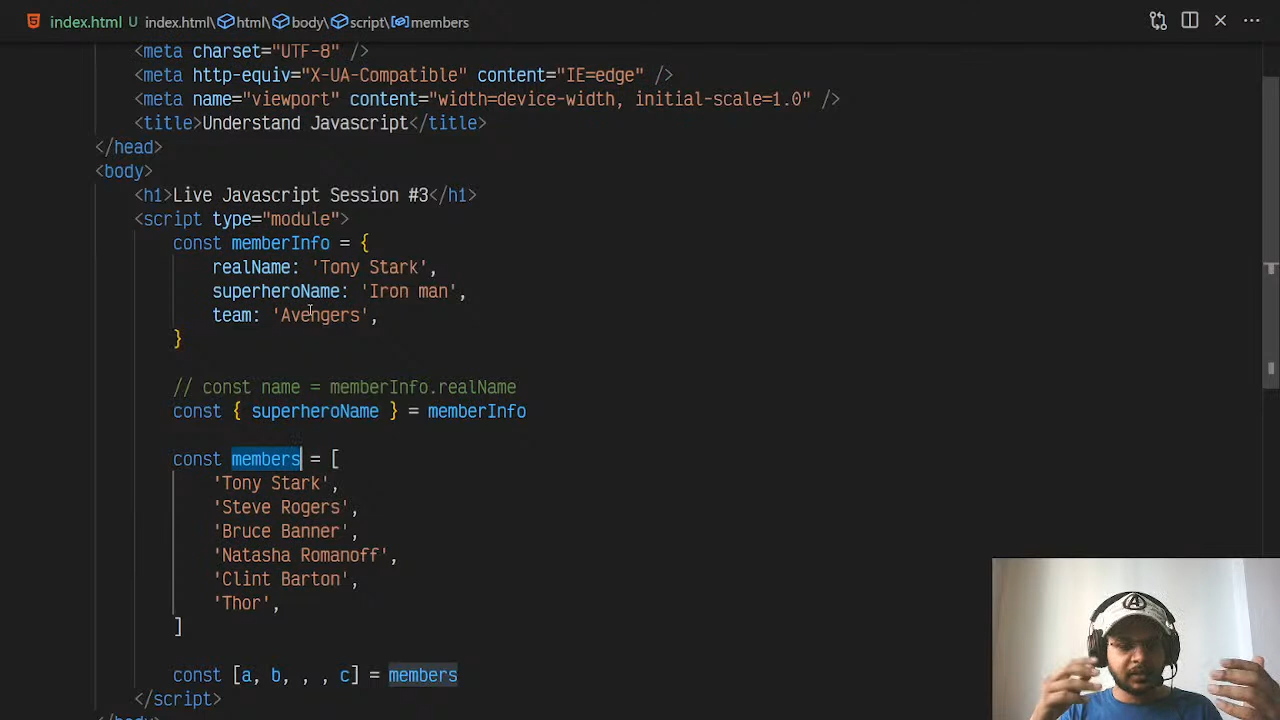 index.html U index.html\html\body\script\members
<meta charset="UTF-8" />
<meta http-equiv="X-UA-Compatible" content="IE=edge" />
<meta name="viewport" content="width=device-width, initial-scale=1.0" />
<title>Understand Javascript</title>
</head>
<body>
<h1>Live Javascript Session #3</h1>
<script type="module">
const memberInfo = {
realName: 'Tony Stark',
superheroName: 'Iron man',
team: 'Avengers',
}
// const name = memberInfo.realName
const { superheroName } = memberInfo
const members = [
'Tony Stark',
'Steve Rogers',
'Bruce Banner',
'Natasha Romanoff',
'Clint Barton',
'Thor',
]
const [a, b, , , c] = members
</script>